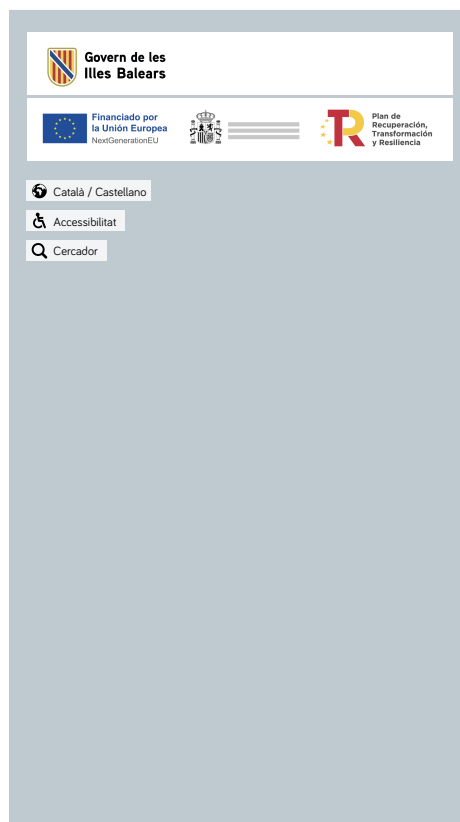 Govern de les
Illes Balears
Financiado por
la Unión Europea
NextGenerationEU
Plan de
Recuperación,
Transformación
y Resiliencia
Català / Castellano
Accessibilitat
Cercador